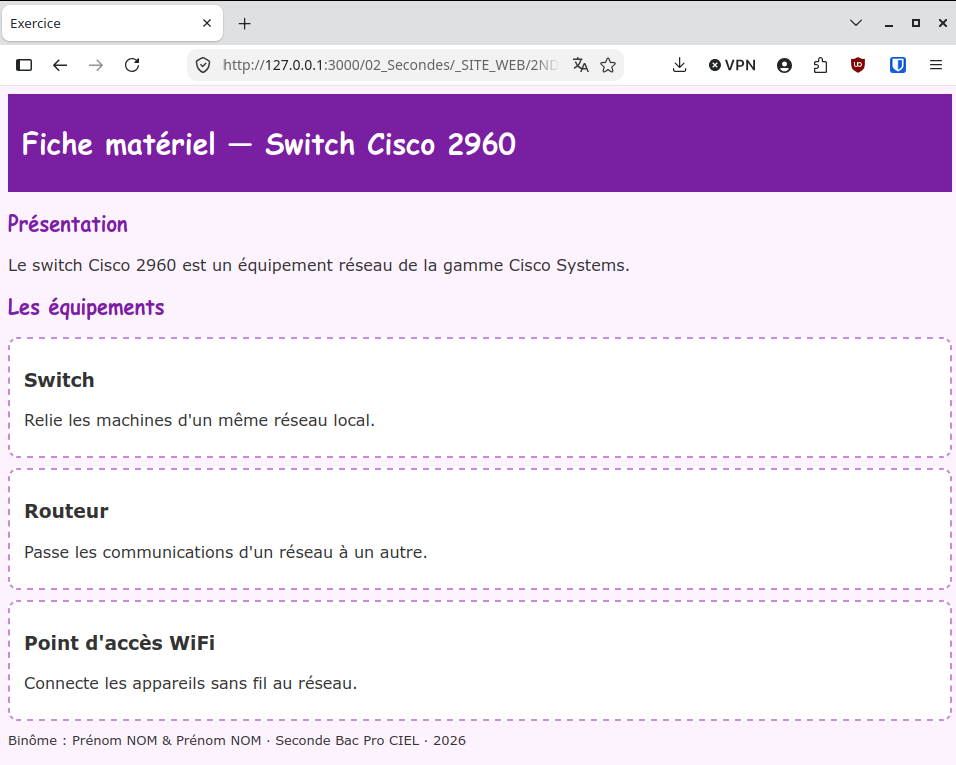 Exercice
http://127.0.0.1:3000/02_Secondes/_SITE_WEB/2ND
VPN
Fiche matériel — Switch Cisco 2960
Présentation
Le switch Cisco 2960 est un équipement réseau de la gamme Cisco Systems.
Les équipements
Switch
Relie les machines d'un même réseau local.
Routeur
Passe les communications d'un réseau à un autre.
Point d'accès WiFi
Connecte les appareils sans fil au réseau.
Binôme : Prénom NOM & Prénom NOM · Seconde Bac Pro CIEL · 2026